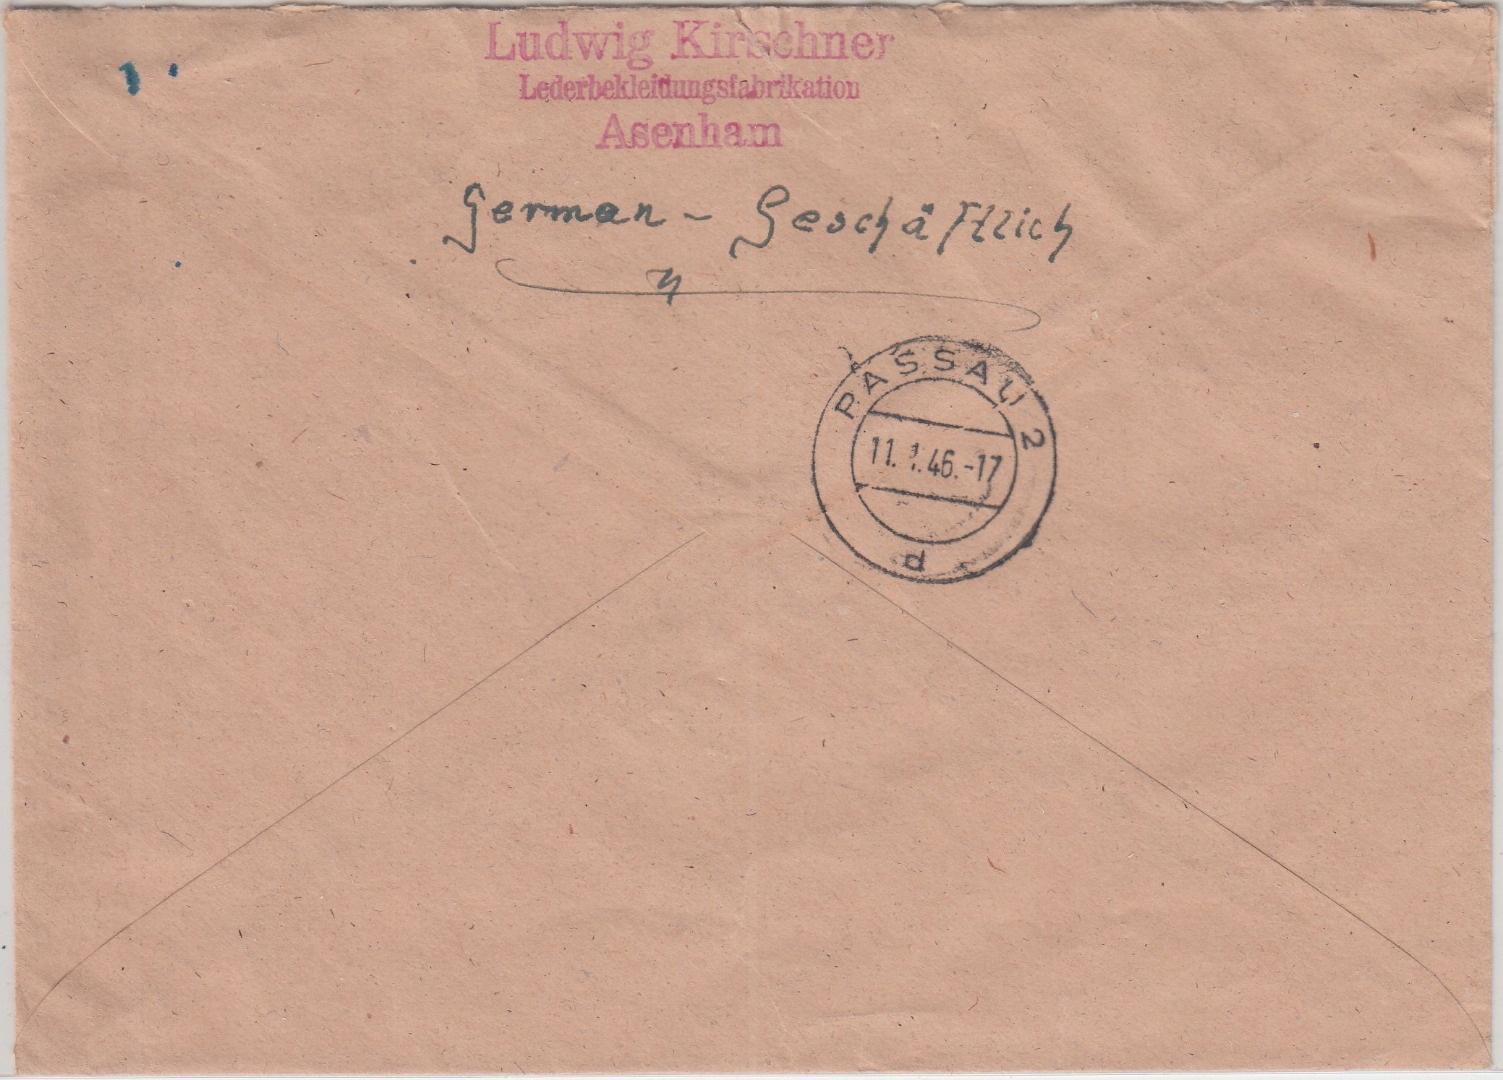 Ludwig Kirschner
Lederbekleidungsfabrikation
Asenham
German - Geschäftlich
PASSAU 2
11. 1. 46.-17
d